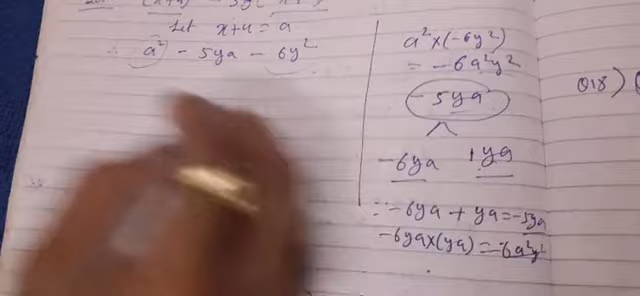 Let x+4 = a
∴ a² - 5ya - 6y²
a² × (-6y²)
= -6a²y²
-5ya
-6ya +ya
∵ -6ya + ya = -5ya
-6ya × (ya) = -6a²y²
Q18)